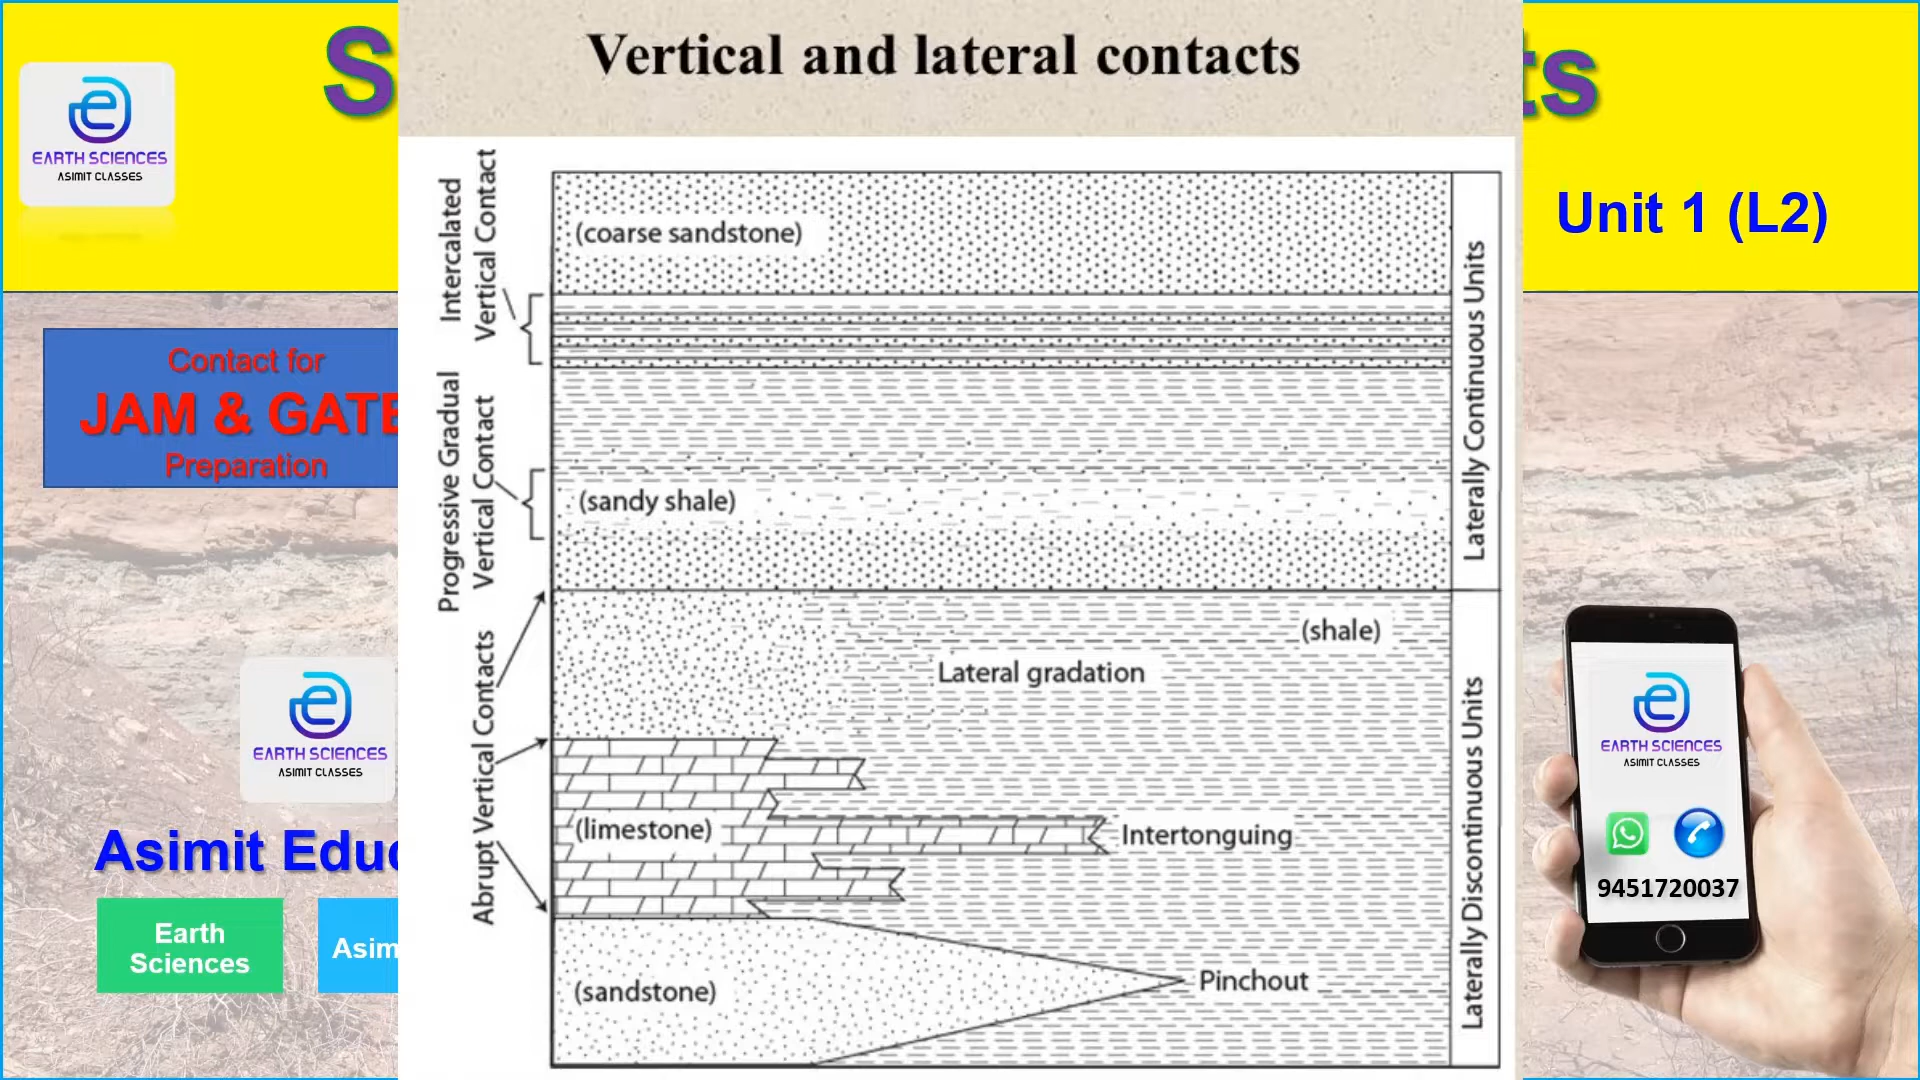 S
ts
EARTH SCIENCES
ASIMIT CLASSES
Unit 1 (L2)
Contact for
JAM & GATE
Preparation
EARTH SCIENCES
ASIMIT CLASSES
Asimit Educ
Earth
Sciences
Asim
Vertical and lateral contacts
Intercalated
Vertical Contact
Progressive Gradual
Vertical Contact
Abrupt Vertical Contacts
(coarse sandstone)
(sandy shale)
(shale)
Lateral gradation
(limestone)
Intertonguing
(sandstone)
Pinchout
Laterally Continuous Units
Laterally Discontinuous Units
EARTH SCIENCES
ASIMIT CLASSES
9451720037